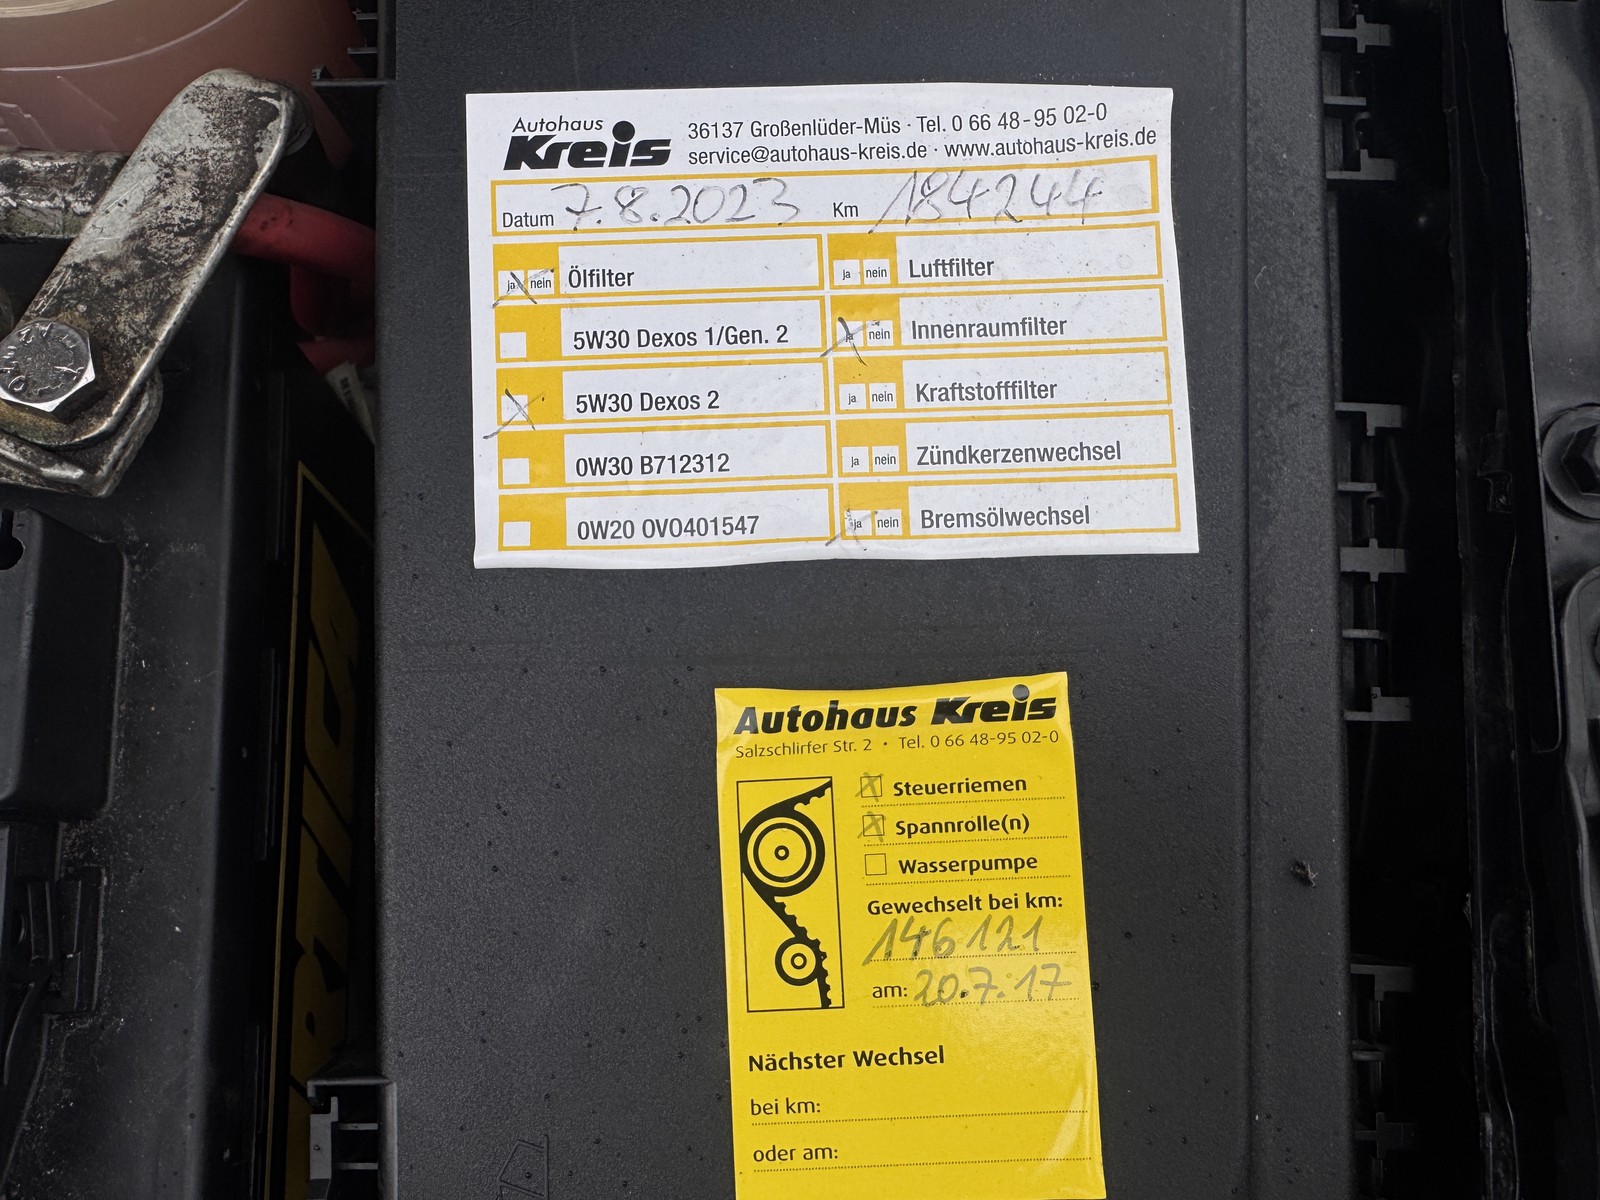 Autohaus
Kreis
36137 Großenlüder-Müs · Tel. 0 66 48-95 02-0
service@autohaus-kreis.de · www.autohaus-kreis.de
Datum 7.8.2023 Km 184244
ja nein Ölfilter
ja nein Luftfilter
5W30 Dexos 1/Gen. 2
ja nein Innenraumfilter
5W30 Dexos 2
ja nein Kraftstofffilter
0W30 B712312
ja nein Zündkerzenwechsel
0W20 OVO401547
ja nein Bremsölwechsel
Autohaus Kreis
Salzschlirfer Str. 2 · Tel. 0 66 48-95 02-0
Steuerriemen
Spannrolle(n)
Wasserpumpe
Gewechselt bei km:
146121
am: 20.7.17
Nächster Wechsel
bei km:
oder am: